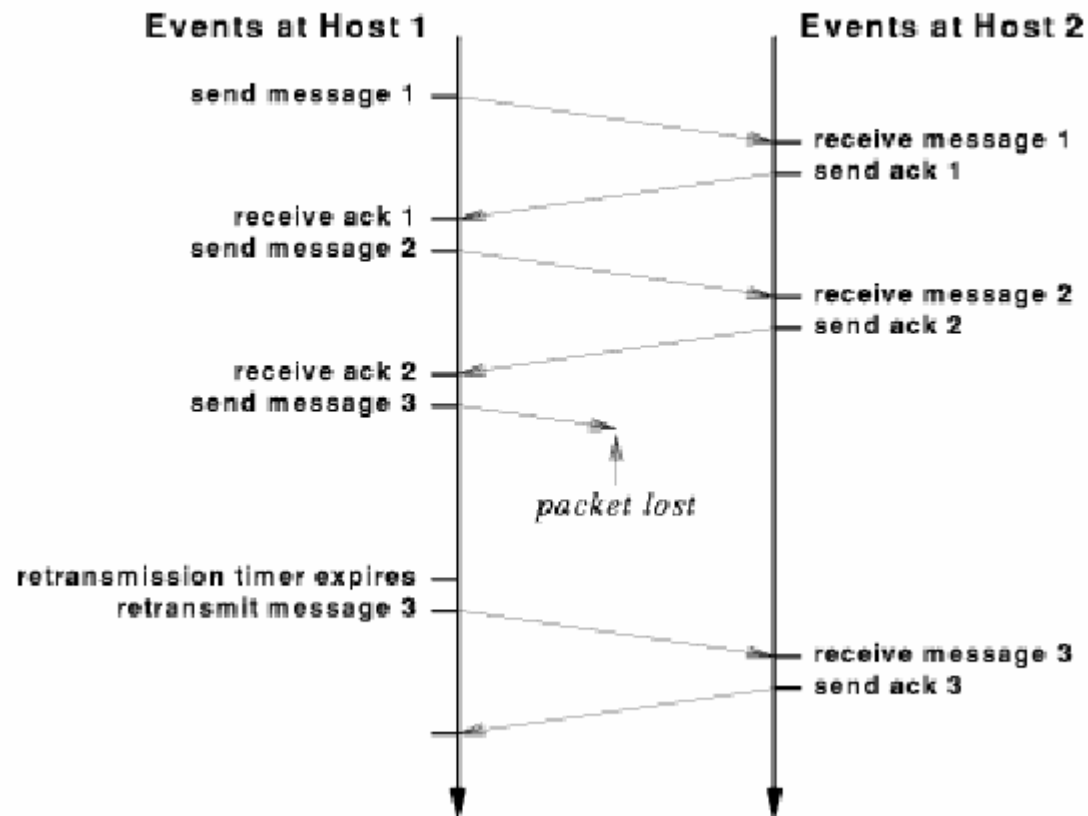 Events at Host 1
Events at Host 2
send message 1
receive message 1
send ack 1
receive ack 1
send message 2
receive message 2
send ack 2
receive ack 2
send message 3
packet lost
retransmission timer expires
retransmit message 3
receive message 3
send ack 3